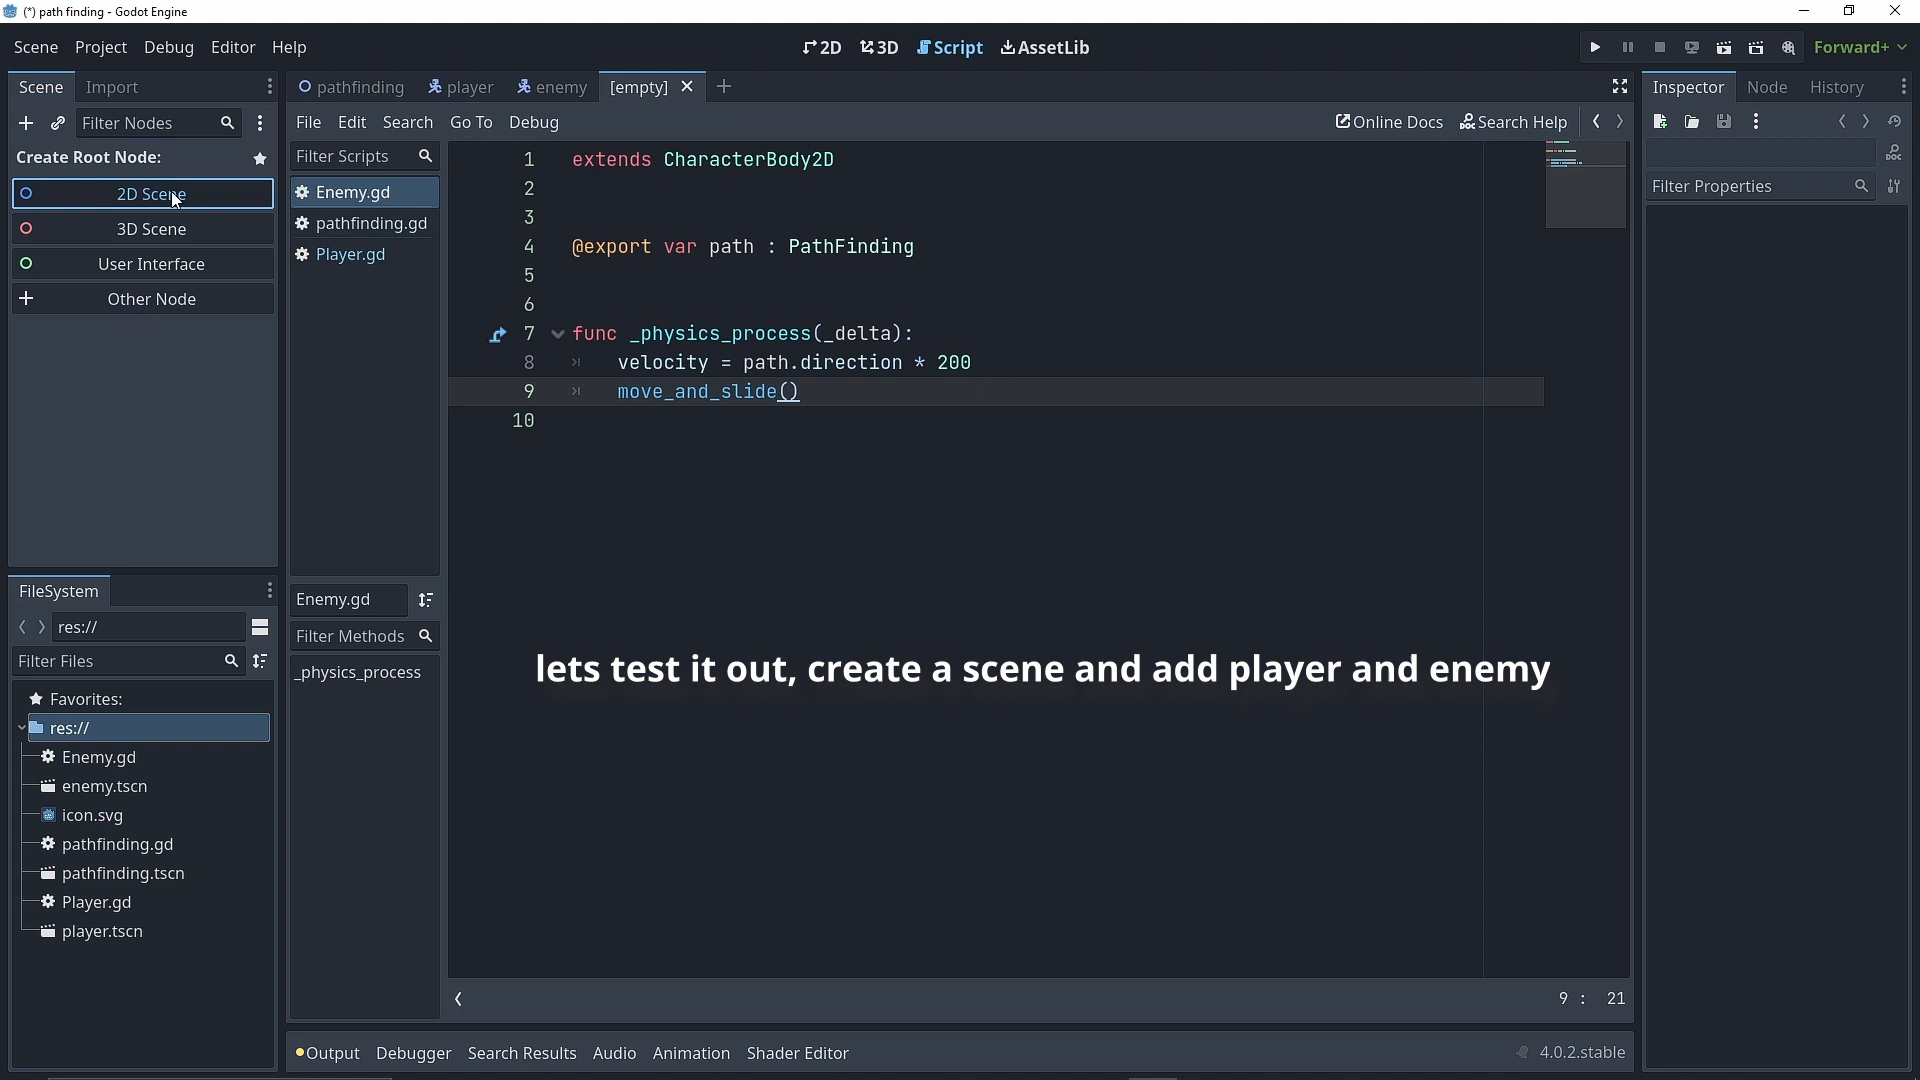 (*) path finding - Godot Engine
Scene Project Debug Editor Help
2D 3D Script AssetLib
Forward+
Scene Import
Filter Nodes
Create Root Node:
2D Scene
3D Scene
User Interface
Other Node
FileSystem
res://
Filter Files
Favorites:
res://
Enemy.gd
enemy.tscn
icon.svg
pathfinding.gd
pathfinding.tscn
Player.gd
player.tscn
pathfinding player enemy [empty]
File Edit Search Go To Debug
Online Docs Search Help
Filter Scripts
Enemy.gd
pathfinding.gd
Player.gd
Enemy.gd
Filter Methods
_physics_process
1 extends CharacterBody2D
2
3
4 @export var path : PathFinding
5
6
7 func _physics_process(_delta):
8 velocity = path.direction * 200
9 move_and_slide()
10
lets test it out, create a scene and add player and enemy
9 : 21
Output Debugger Search Results Audio Animation Shader Editor
4.0.2.stable
Inspector Node History
Filter Properties